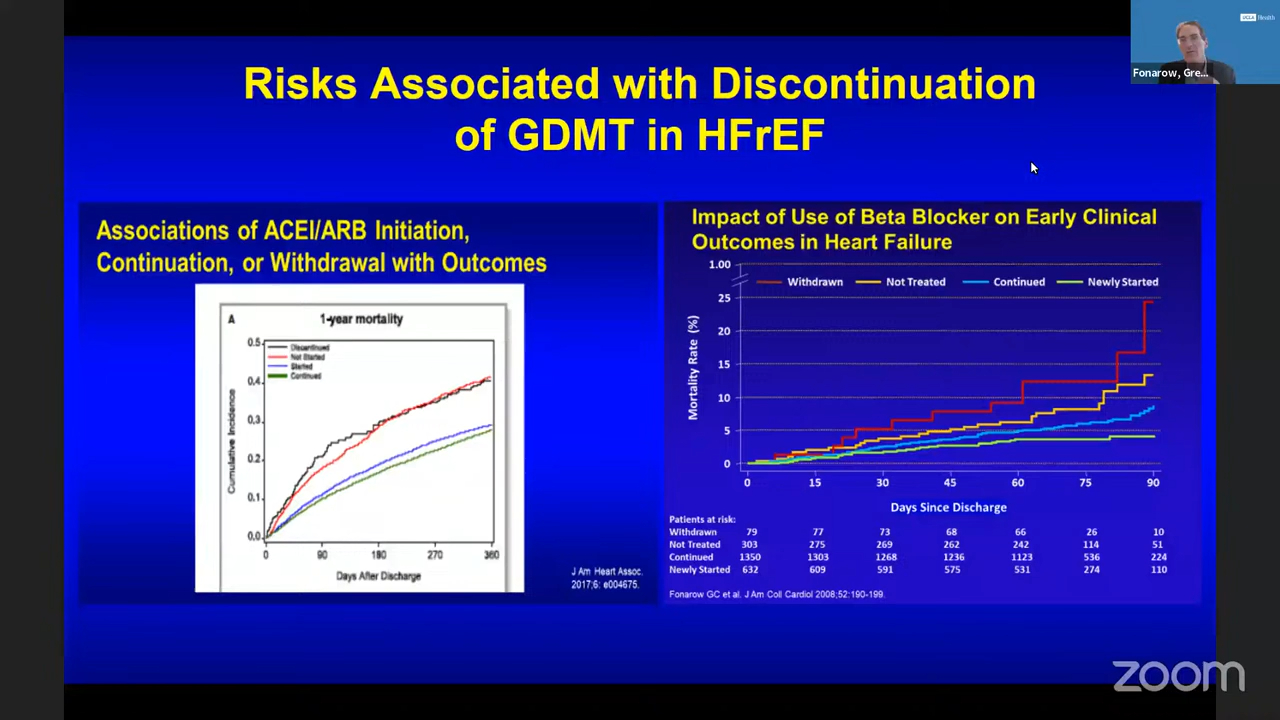 UCLA Health
Fonarow, Gre...
Risks Associated with Discontinuation
of GDMT in HFrEF
Associations of ACEI/ARB Initiation,
Continuation, or Withdrawal with Outcomes
A
1-year mortality
0.5
0.4
0.3
0.2
0.1
0.0
Discontinued
Not Started
Started
Continued
Cumulative Incidence
0 90 180 270 360
Days After Discharge
J Am Heart Assoc.
2017;6: e004675.
Impact of Use of Beta Blocker on Early Clinical
Outcomes in Heart Failure
1.00
Withdrawn Not Treated Continued Newly Started
25
20
15
10
5
0
Mortality Rate (%)
0 15 30 45 60 75 90
Days Since Discharge
Patients at risk:
Withdrawn 79 77 73 68 66 26 10
Not Treated 303 275 269 262 242 114 51
Continued 1350 1303 1268 1236 1123 536 224
Newly Started 632 609 591 575 531 274 110
Fonarow GC et al. J Am Coll Cardiol 2008;52:190-199.
zoom